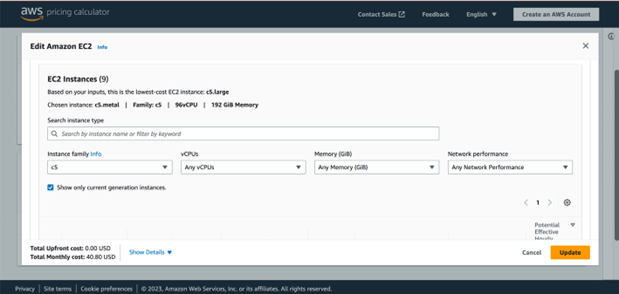 aws pricing calculator
Contact Sales
Feedback
English
Create an AWS Account
Edit Amazon EC2 Info
EC2 Instances (9)
Based on your inputs, this is the lowest-cost EC2 instance: c5.large
Chosen instance: c5.metal | Family: c5 | 96vCPU | 192 GiB Memory
Search instance type
Search by instance name or filter by keyword
Instance family Info
vCPUs
Memory (GiB)
Network performance
c5
Any vCPUs
Any Memory (GiB)
Any Network Performance
Show only current generation instances.
1
Potential
Effective
Hourly
Total Upfront cost: 0.00 USD
Total Monthly cost: 40.80 USD
Show Details
Cancel
Update
Privacy | Site terms | Cookie preferences | © 2023, Amazon Web Services, Inc. or its affiliates. All rights reserved.